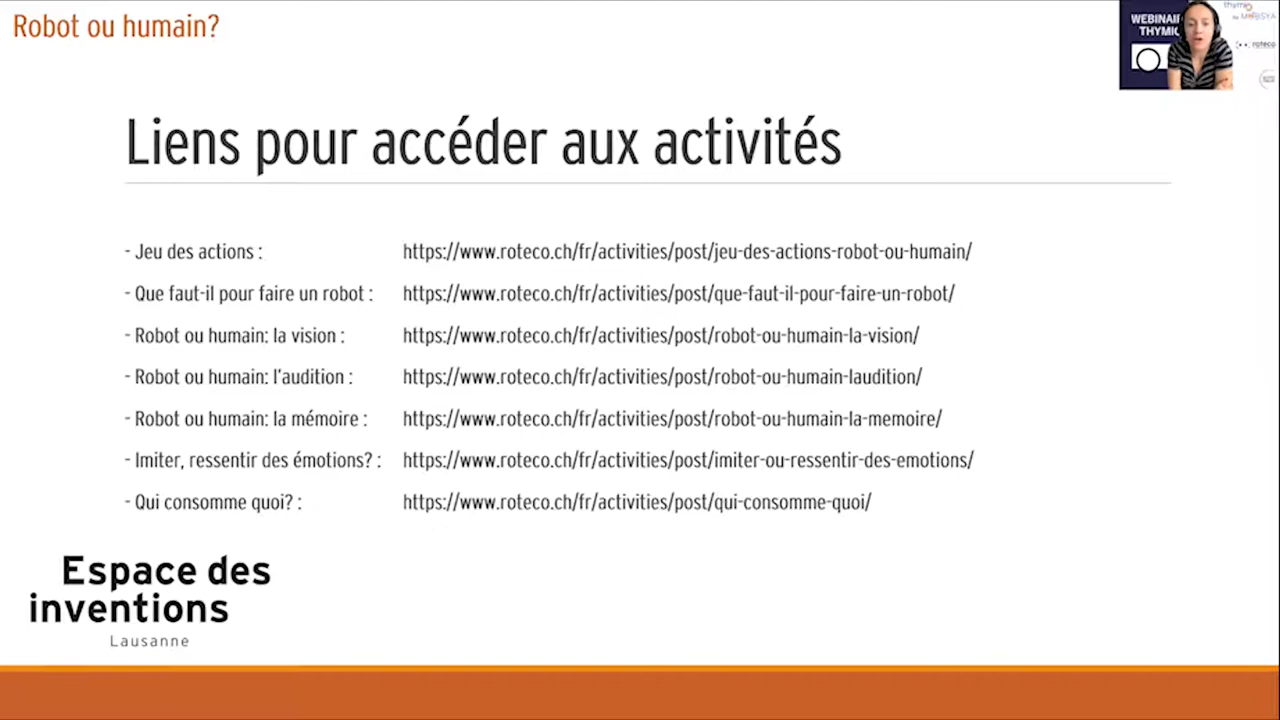 Robot ou humain?
WEBINAIR
THYMIO
thymio
MOBSYA
roteco
Liens pour accéder aux activités
- Jeu des actions : https://www.roteco.ch/fr/activities/post/jeu-des-actions-robot-ou-humain/
- Que faut-il pour faire un robot : https://www.roteco.ch/fr/activities/post/que-faut-il-pour-faire-un-robot/
- Robot ou humain: la vision : https://www.roteco.ch/fr/activities/post/robot-ou-humain-la-vision/
- Robot ou humain: l'audition : https://www.roteco.ch/fr/activities/post/robot-ou-humain-laudition/
- Robot ou humain: la mémoire : https://www.roteco.ch/fr/activities/post/robot-ou-humain-la-memoire/
- Imiter, ressentir des émotions? : https://www.roteco.ch/fr/activities/post/imiter-ou-ressentir-des-emotions/
- Qui consomme quoi? : https://www.roteco.ch/fr/activities/post/qui-consomme-quoi/
Espace des
inventions
Lausanne